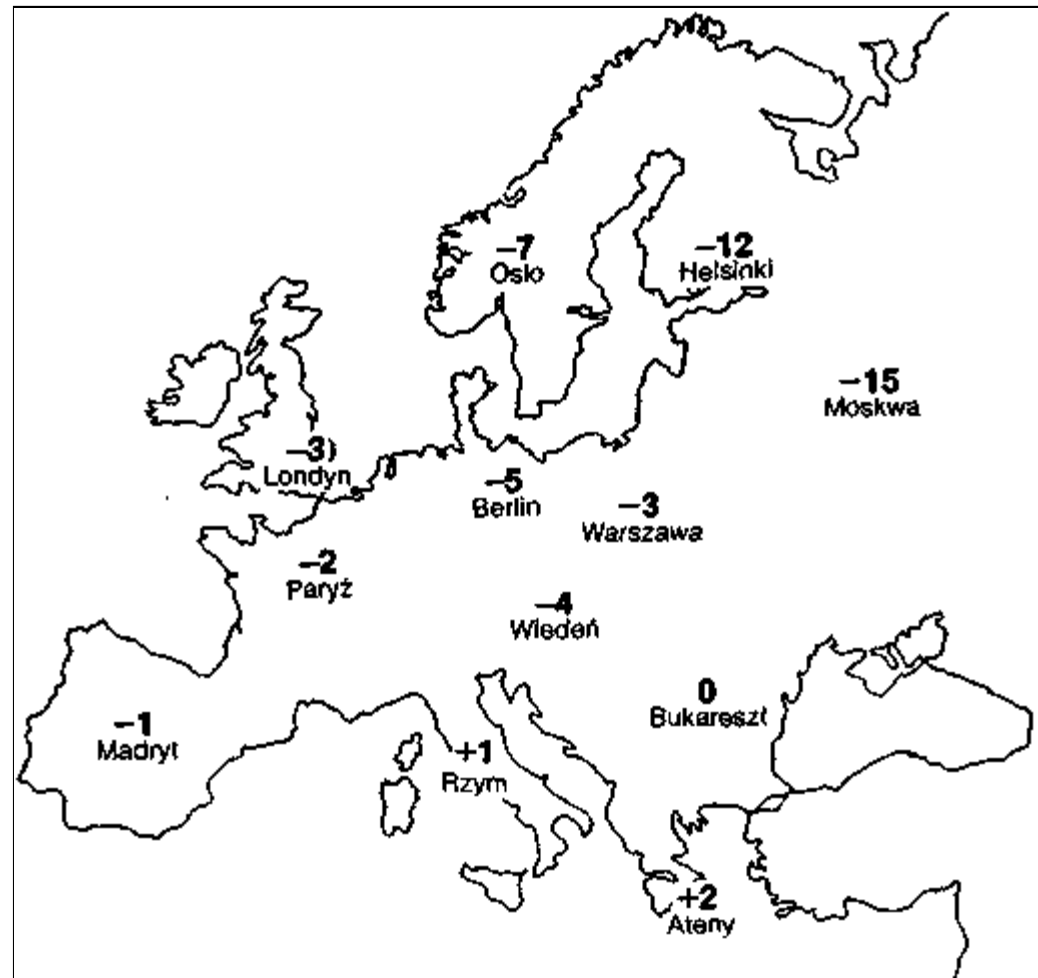 −7
Oslo
−12
Helsinki
−15
Moskwa
−3
Londyn
−5
Berlin
−3
Warszawa
−2
Paryż
−4
Wiedeń
0
Bukareszt
−1
Madryt
+1
Rzym
+2
Ateny